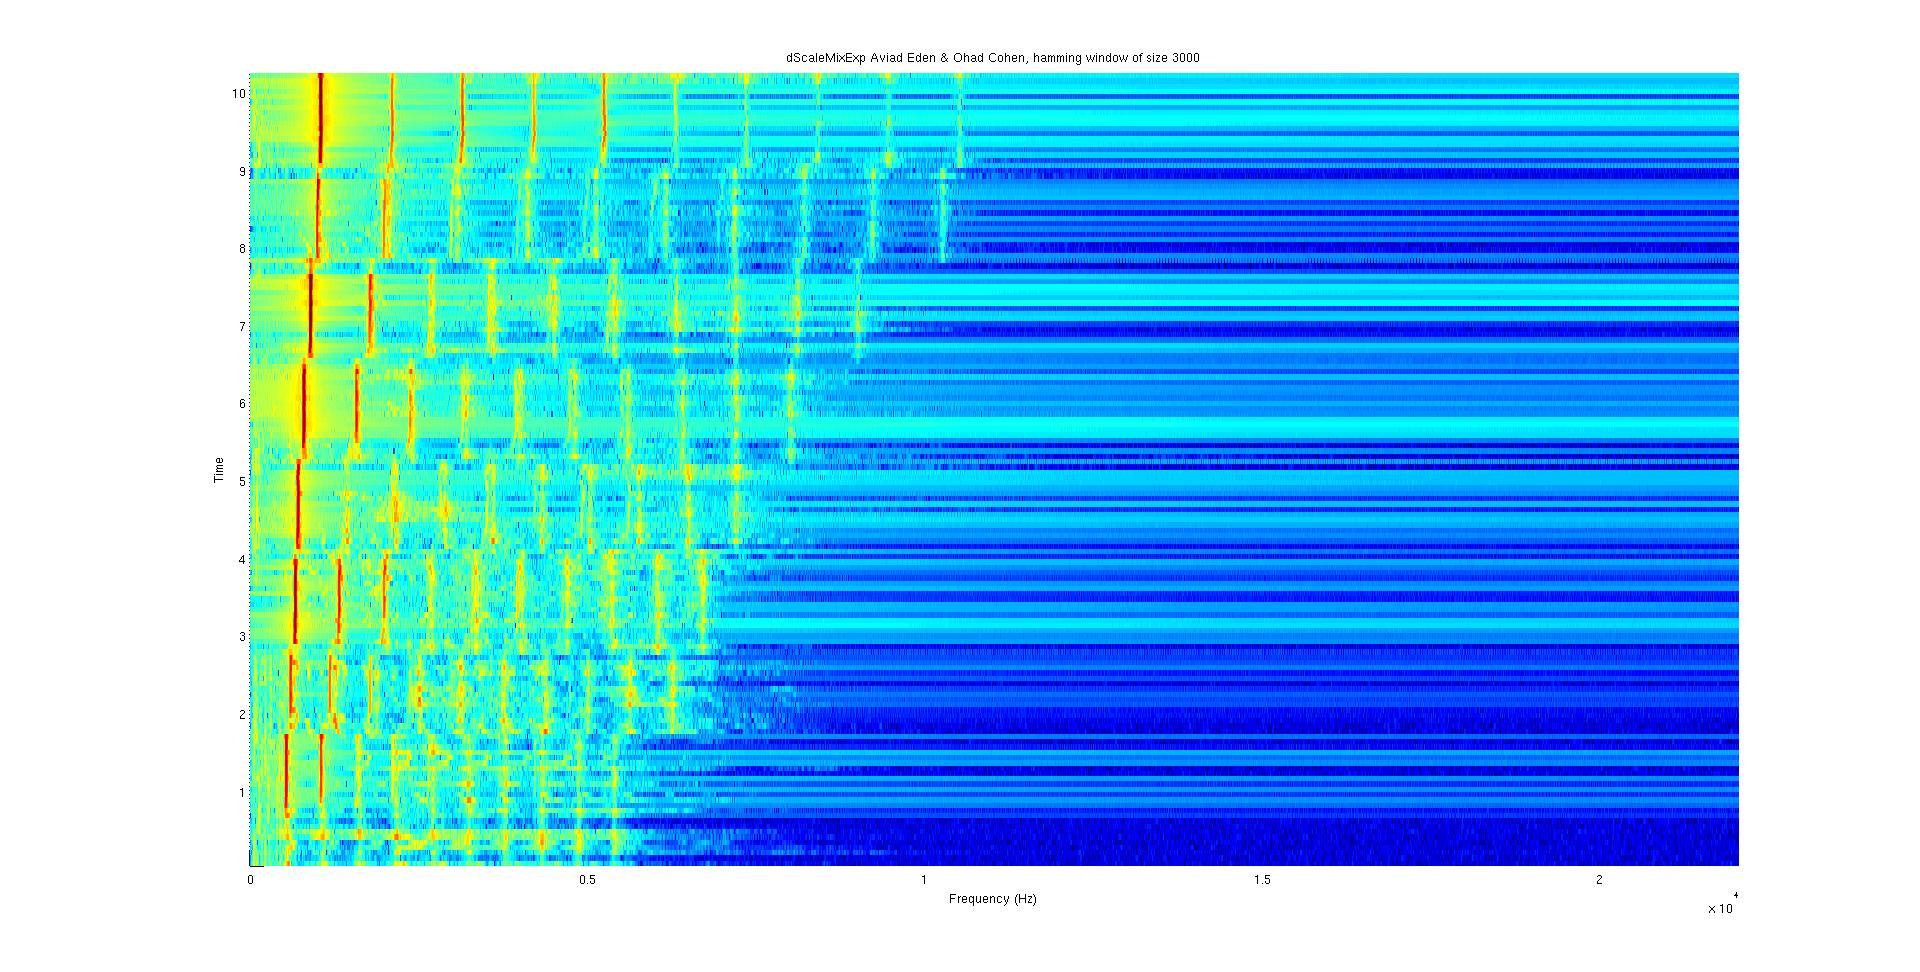 dScaleMixExp Aviad Eden & Ohad Cohen, hamming window of size 3000
10
9
8
7
6
5
4
3
2
1
Time
0 0.5 1 1.5 2
Frequency (Hz)
x 10^4